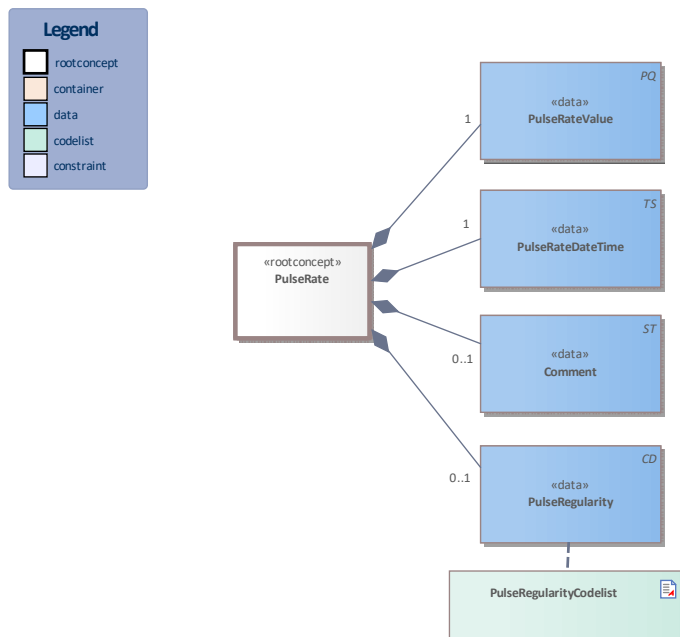 Legend
rootconcept
container
data
codelist
constraint
PQ
«data»
PulseRateValue
1
TS
«data»
PulseRateDateTime
1
«rootconcept»
PulseRate
ST
«data»
Comment
0..1
CD
«data»
PulseRegularity
0..1
PulseRegularityCodelist